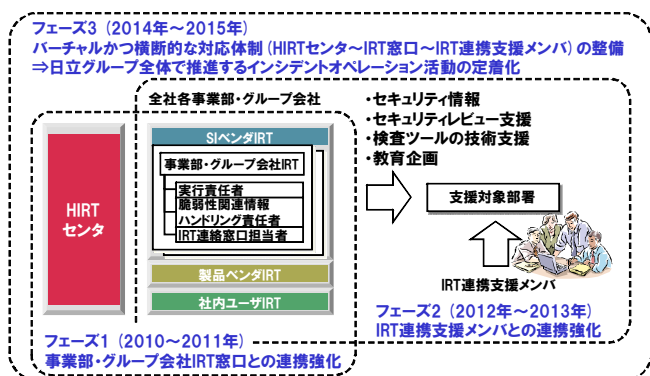 フェーズ3 (2014年~2015年)
バーチャルかつ横断的な対応体制(HIRTセンタ~IRT窓口~IRT連携支援メンバ)の整備
⇒日立グループ全体で推進するインシデントオペレーション活動の定着化
全社各事業部・グループ会社
・セキュリティ情報
・セキュリティレビュー支援
・検査ツールの技術支援
・教育企画
HIRT
センタ
SIベンダIRT
事業部・グループ会社IRT
実行責任者
脆弱性関連情報
ハンドリング責任者
IRT連絡窓口担当者
製品ベンダIRT
社内ユーザIRT
支援対象部署
IRT連携支援メンバ
フェーズ2 (2012年~2013年)
IRT連携支援メンバとの連携強化
フェーズ1 (2010~2011年)
事業部・グループ会社IRT窓口との連携強化